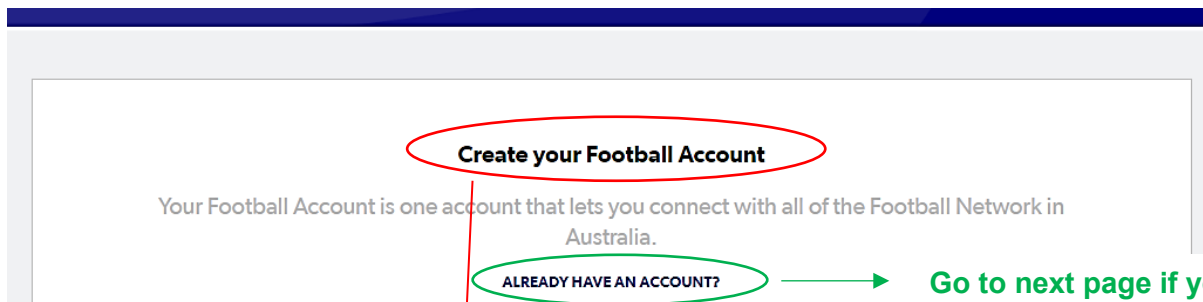 Create your Football Account
Your Football Account is one account that lets you connect with all of the Football Network in
Australia.
ALREADY HAVE AN ACCOUNT?
Go to next page if y